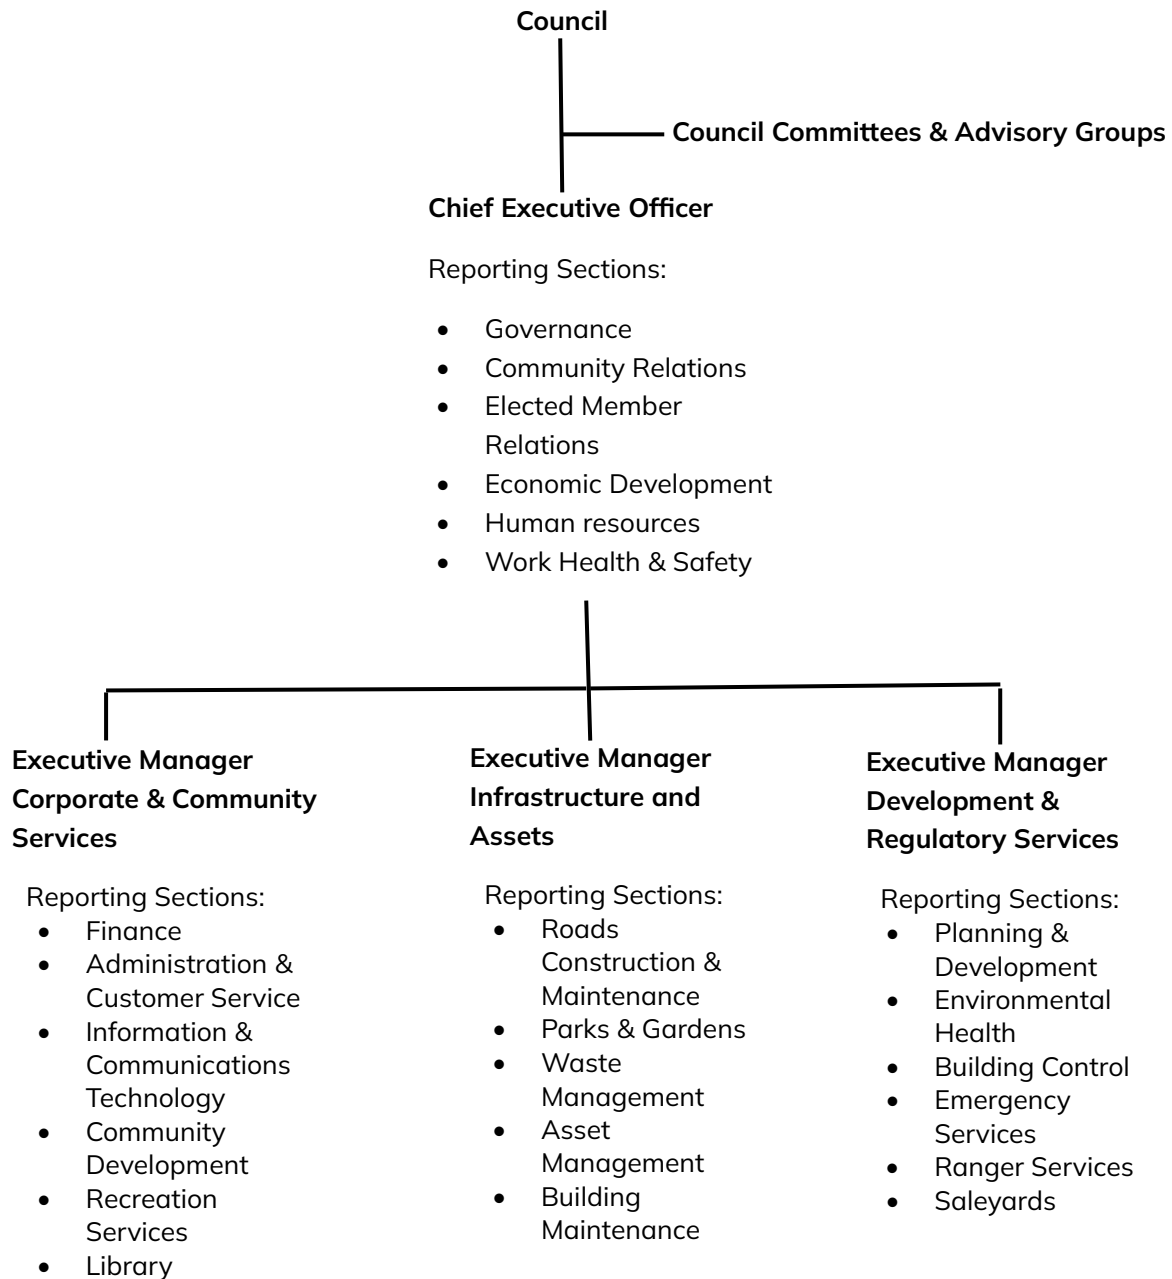 Council
Council Committees & Advisory Groups
Chief Executive Officer
Reporting Sections:
• Governance
• Community Relations
• Elected Member
Relations
• Economic Development
• Human resources
• Work Health & Safety
Executive Manager
Corporate & Community
Services
Reporting Sections:
• Finance
• Administration &
Customer Service
• Information &
Communications
Technology
• Community
Development
• Recreation
Services
• Library
Executive Manager
Infrastructure and
Assets
Reporting Sections:
• Roads
Construction &
Maintenance
• Parks & Gardens
• Waste
Management
• Asset
Management
• Building
Maintenance
Executive Manager
Development &
Regulatory Services
Reporting Sections:
• Planning &
Development
• Environmental
Health
• Building Control
• Emergency
Services
• Ranger Services
• Saleyards